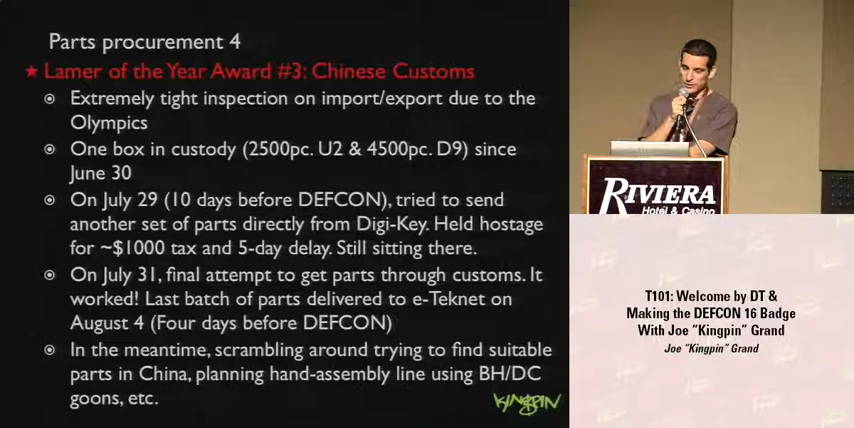 Parts procurement 4
★ Lamer of the Year Award #3: Chinese Customs
Extremely tight inspection on import/export due to the
Olympics
One box in custody (2500pc. U2 & 4500pc. D9) since
June 30
On July 29 (10 days before DEFCON), tried to send
another set of parts directly from Digi-Key. Held hostage
for ~$1000 tax and 5-day delay. Still sitting there.
On July 31, final attempt to get parts through customs. It
worked! Last batch of parts delivered to e-Teknet on
August 4 (Four days before DEFCON)
In the meantime, scrambling around trying to find suitable
parts in China, planning hand-assembly line using BH/DC
goons, etc.
KINGPIN
RIVIERA
Hotel & Casino
T101: Welcome by DT &
Making the DEFCON 16 Badge
With Joe “Kingpin” Grand
Joe “Kingpin” Grand